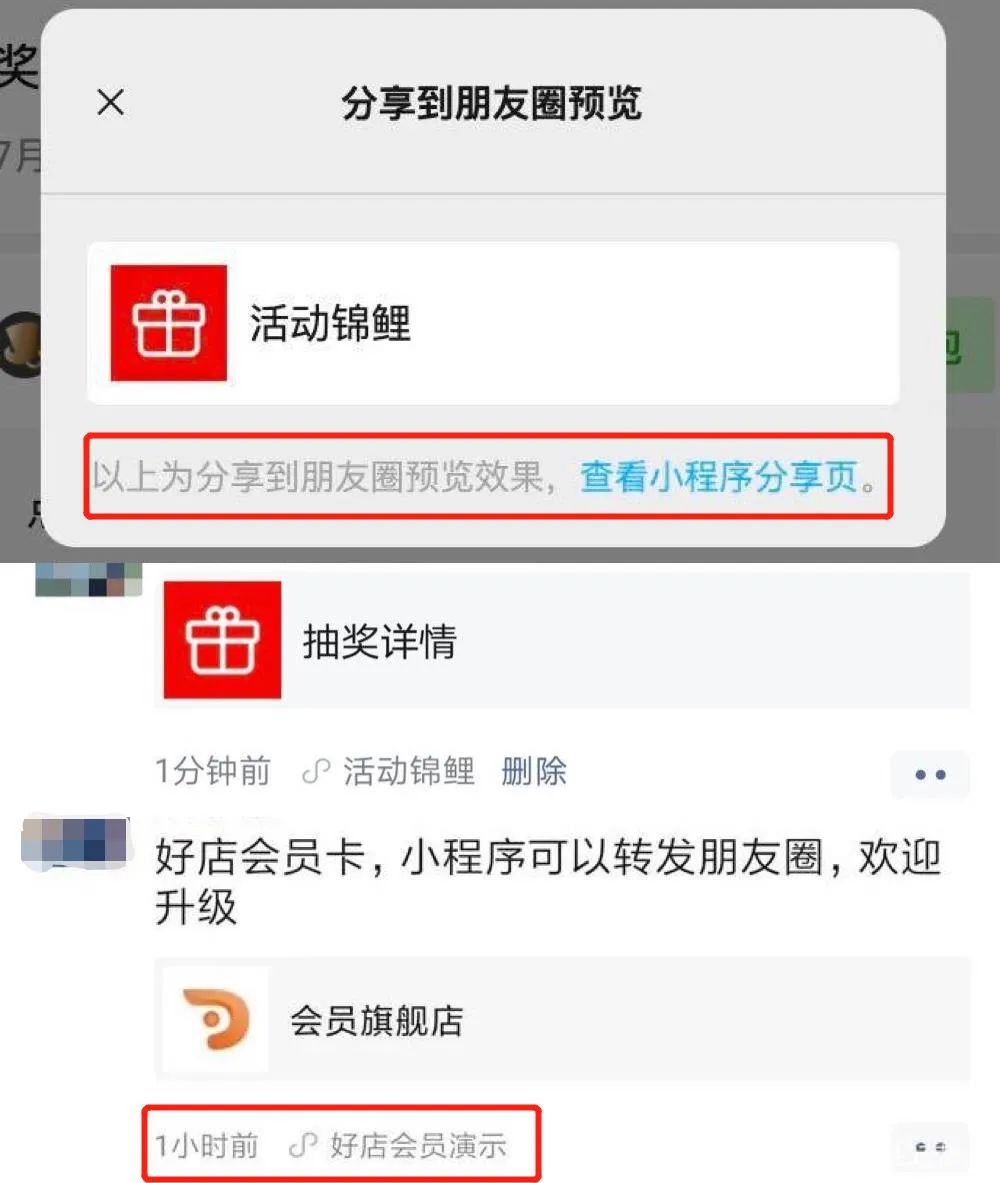 奖
分享到朋友圈预览
7月
活动锦鲤
包
以上为分享到朋友圈预览效果，查看小程序分享页。
抽奖详情
1分钟前 活动锦鲤 删除
好店会员卡，小程序可以转发朋友圈，欢迎
升级
会员旗舰店
1小时前 好店会员演示